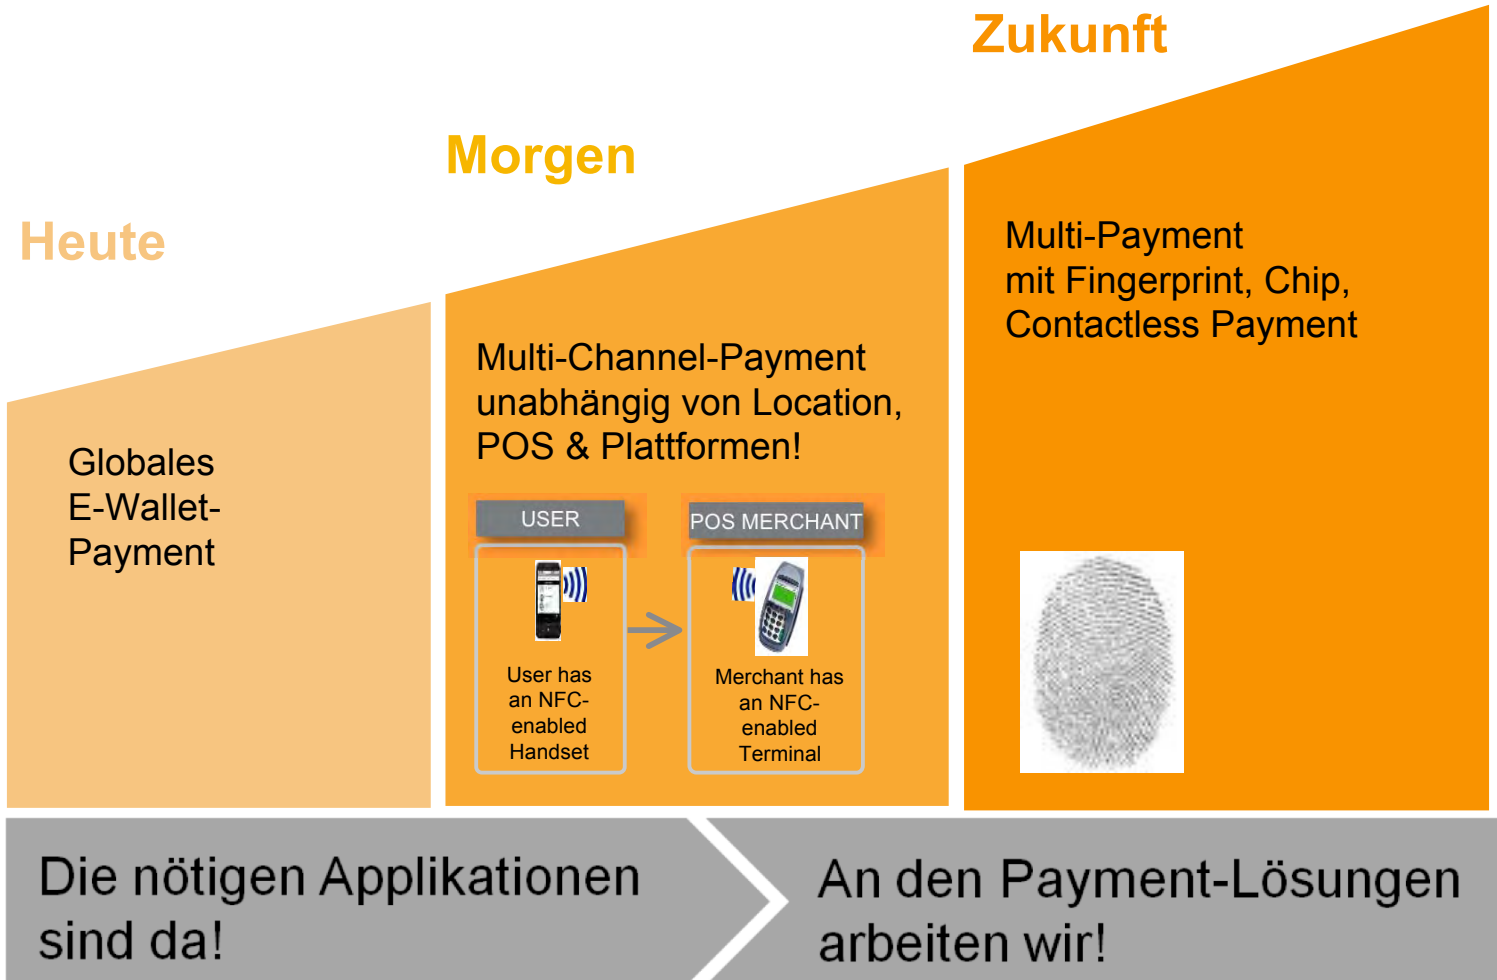 Heute
Globales
E-Wallet-
Payment
Morgen
Multi-Channel-Payment
unabhängig von Location,
POS & Plattformen!
USER
User has
an NFC-
enabled
Handset
POS MERCHANT
Merchant has
an NFC-
enabled
Terminal
Zukunft
Multi-Payment
mit Fingerprint, Chip,
Contactless Payment
Die nötigen Applikationen
sind da!
An den Payment-Lösungen
arbeiten wir!